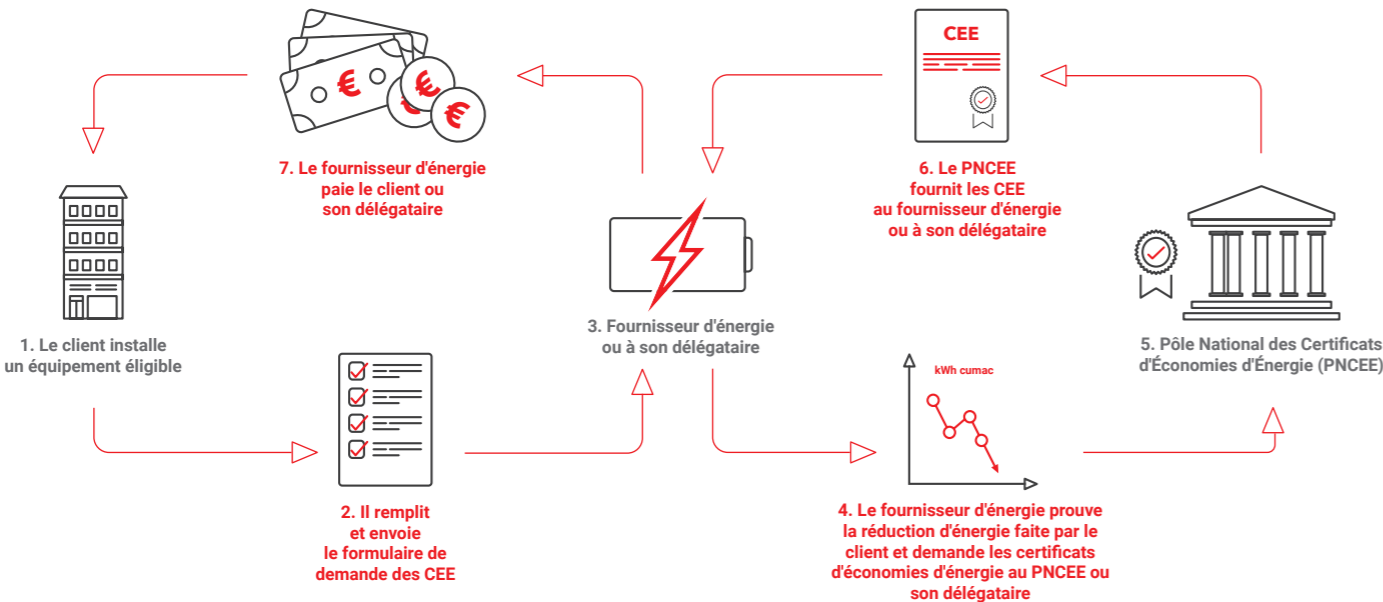 CEE
7. Le fournisseur d'énergie
paie le client ou
son délégataire
6. Le PNCEE
fournit les CEE
au fournisseur d'énergie
ou à son délégataire
1. Le client installe
un équipement éligible
3. Fournisseur d'énergie
ou à son délégataire
5. Pôle National des Certificats
d'Économies d'Énergie (PNCEE)
kWh cumac
2. Il remplit
et envoie
le formulaire de
demande des CEE
4. Le fournisseur d'énergie prouve
la réduction d'énergie faite par le
client et demande les certificats
d'économies d'énergie au PNCEE ou
son délégataire